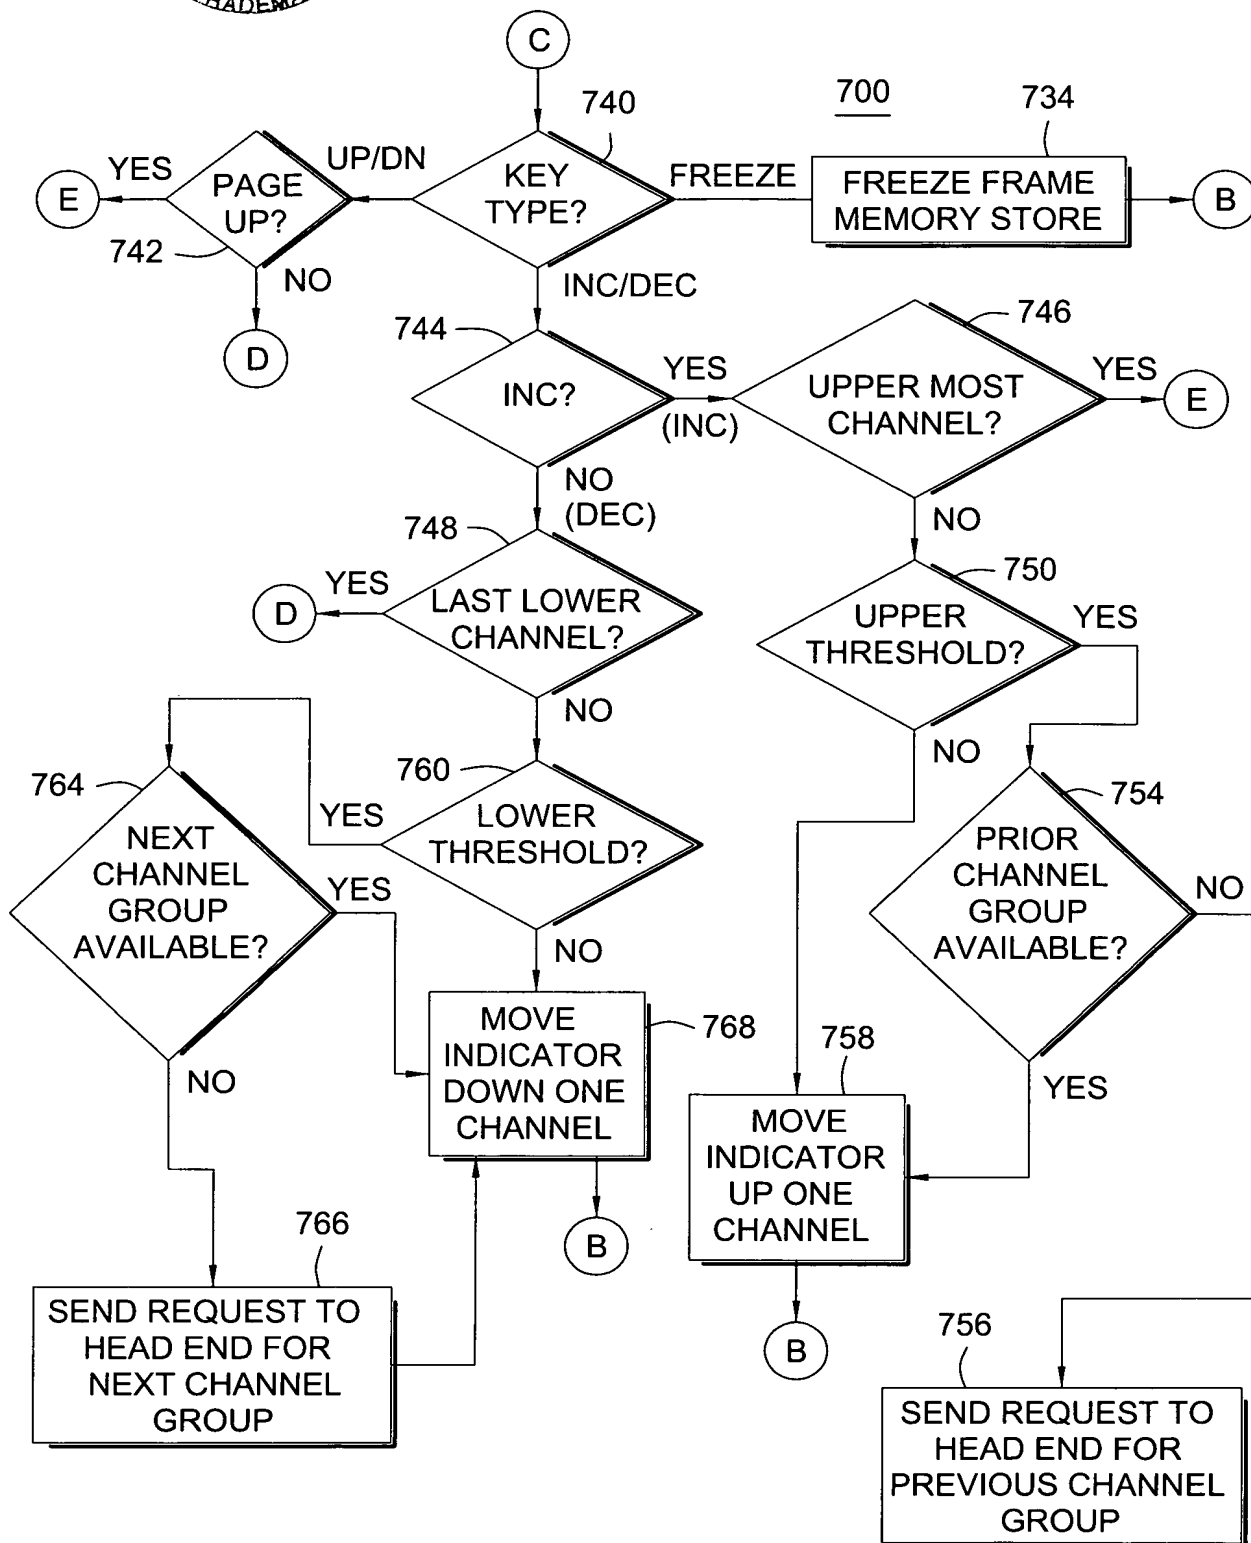 C
740
700
734
YES
UP/DN
KEY
TYPE?
FREEZE
FREEZE FRAME
MEMORY STORE
B
E
PAGE
UP?
742
NO
D
INC/DEC
744
INC?
YES
(INC)
746
UPPER MOST
CHANNEL?
YES
E
NO
(DEC)
NO
748
750
YES
D
LAST LOWER
CHANNEL?
UPPER
THRESHOLD?
YES
NO
NO
764
760
754
YES
LOWER
THRESHOLD?
NEXT
CHANNEL
GROUP
AVAILABLE?
YES
PRIOR
CHANNEL
GROUP
AVAILABLE?
NO
NO
MOVE
INDICATOR
DOWN ONE
CHANNEL
768
758
NO
YES
MOVE
INDICATOR
UP ONE
CHANNEL
766
B
SEND REQUEST TO
HEAD END FOR
NEXT CHANNEL
GROUP
756
B
SEND REQUEST TO
HEAD END FOR
PREVIOUS CHANNEL
GROUP